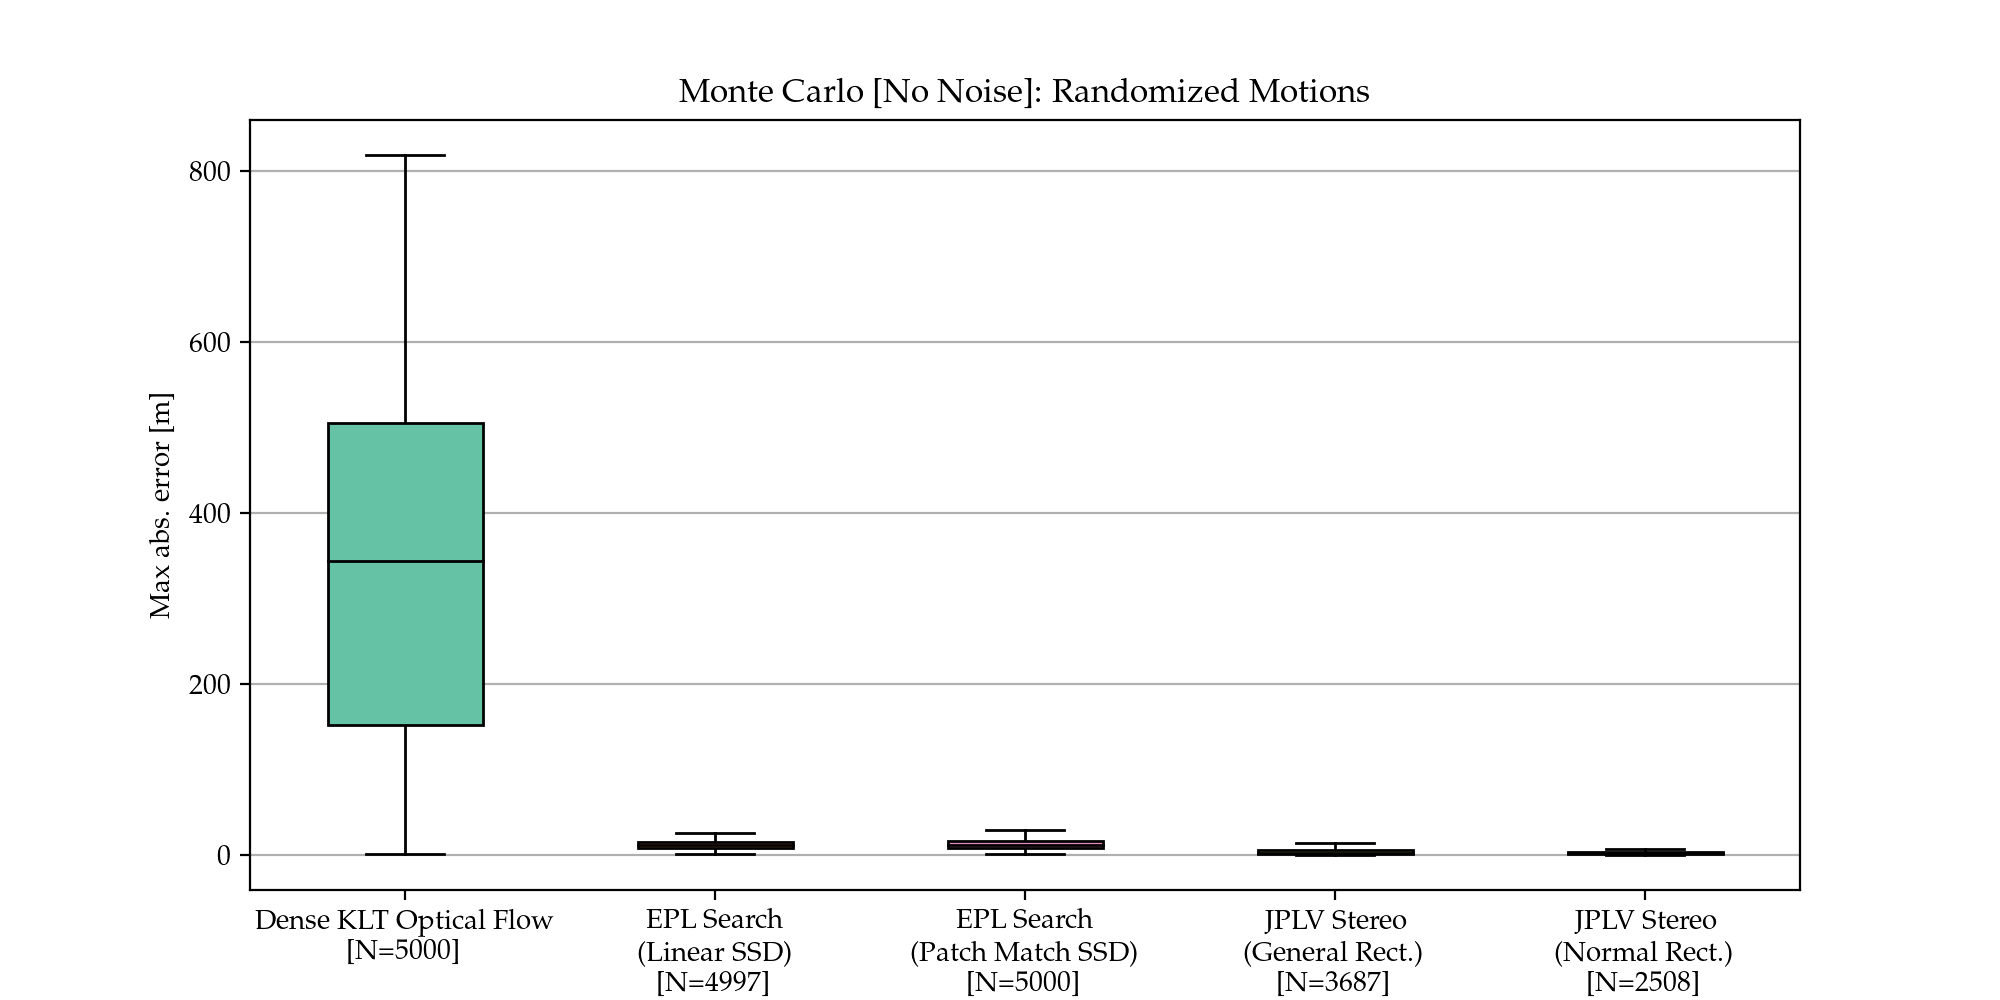 Monte Carlo [No Noise]: Randomized Motions
Max abs. error [m]
800
600
400
200
0
Dense KLT Optical Flow
[N=5000]
EPL Search
(Linear SSD)
[N=4997]
EPL Search
(Patch Match SSD)
[N=5000]
JPLV Stereo
(General Rect.)
[N=3687]
JPLV Stereo
(Normal Rect.)
[N=2508]